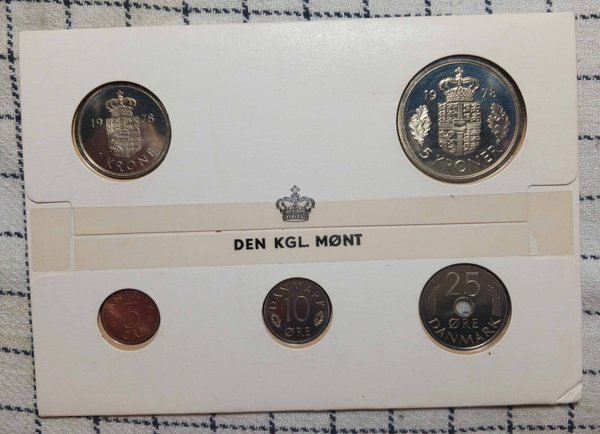 19 78
1 KRONE
19 78
5 KRONER
DEN KGL. MØNT
DANMARK
5
ØRE
DANMARK
10
ØRE
25
ØRE
DANMARK